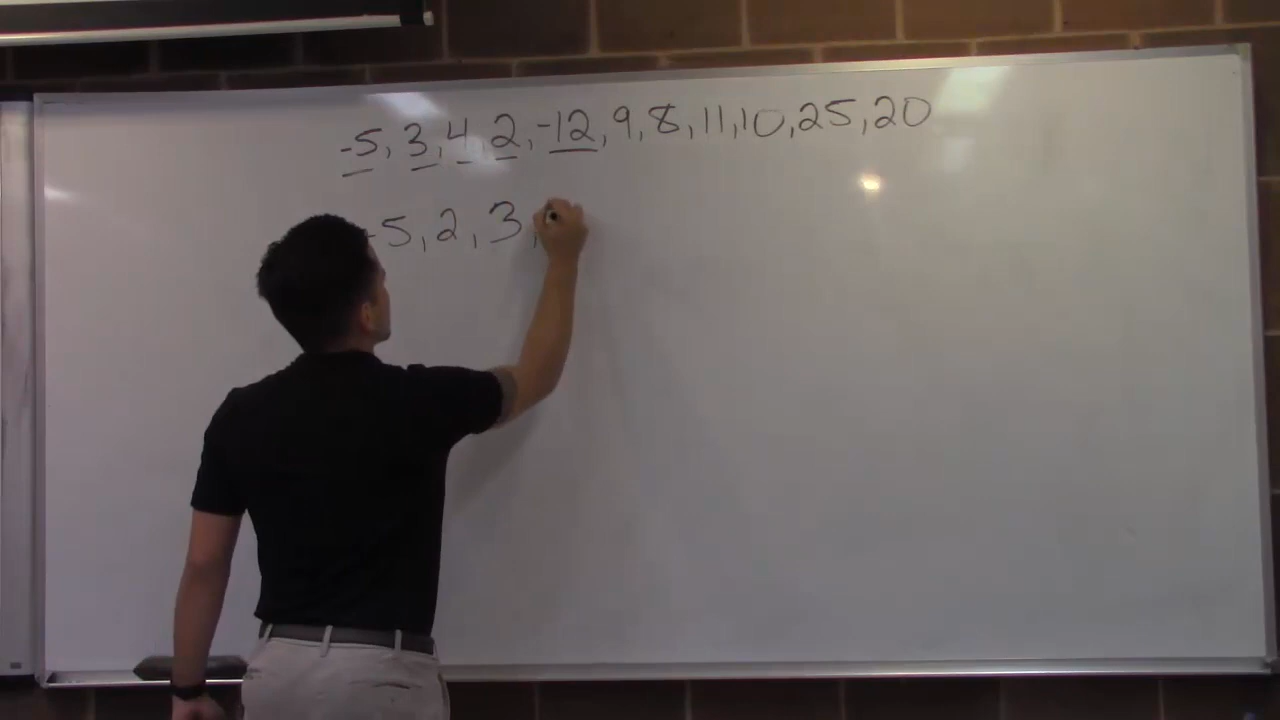 -5, 3, 4, 2, -12, 9, 8, 11, 10, 25, 20
-5, 2, 3,